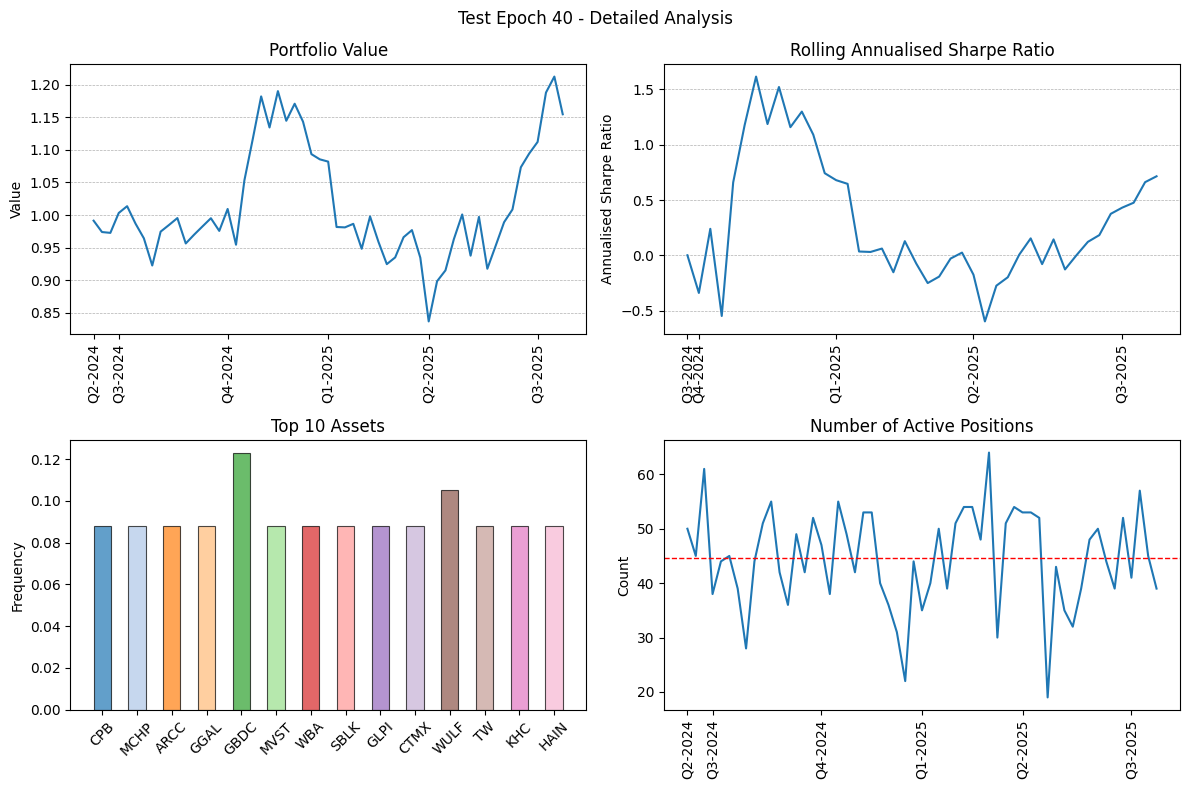 Test Epoch 40 - Detailed Analysis
Portfolio Value
Value
1.20
1.15
1.10
1.05
1.00
0.95
0.90
0.85
Q2-2024
Q3-2024
Q4-2024
Q1-2025
Q2-2025
Q3-2025
Rolling Annualised Sharpe Ratio
Annualised Sharpe Ratio
1.5
1.0
0.5
0.0
−0.5
Q3-2024
Q4-2024
Q1-2025
Q2-2025
Q3-2025
Top 10 Assets
Frequency
0.12
0.10
0.08
0.06
0.04
0.02
0.00
CPB
MCHP
ARCC
GGAL
GBDC
MVST
WBA
SBLK
GLPI
CTMX
WULF
TW
KHC
HAIN
Number of Active Positions
Count
60
50
40
30
20
Q2-2024
Q3-2024
Q4-2024
Q1-2025
Q2-2025
Q3-2025